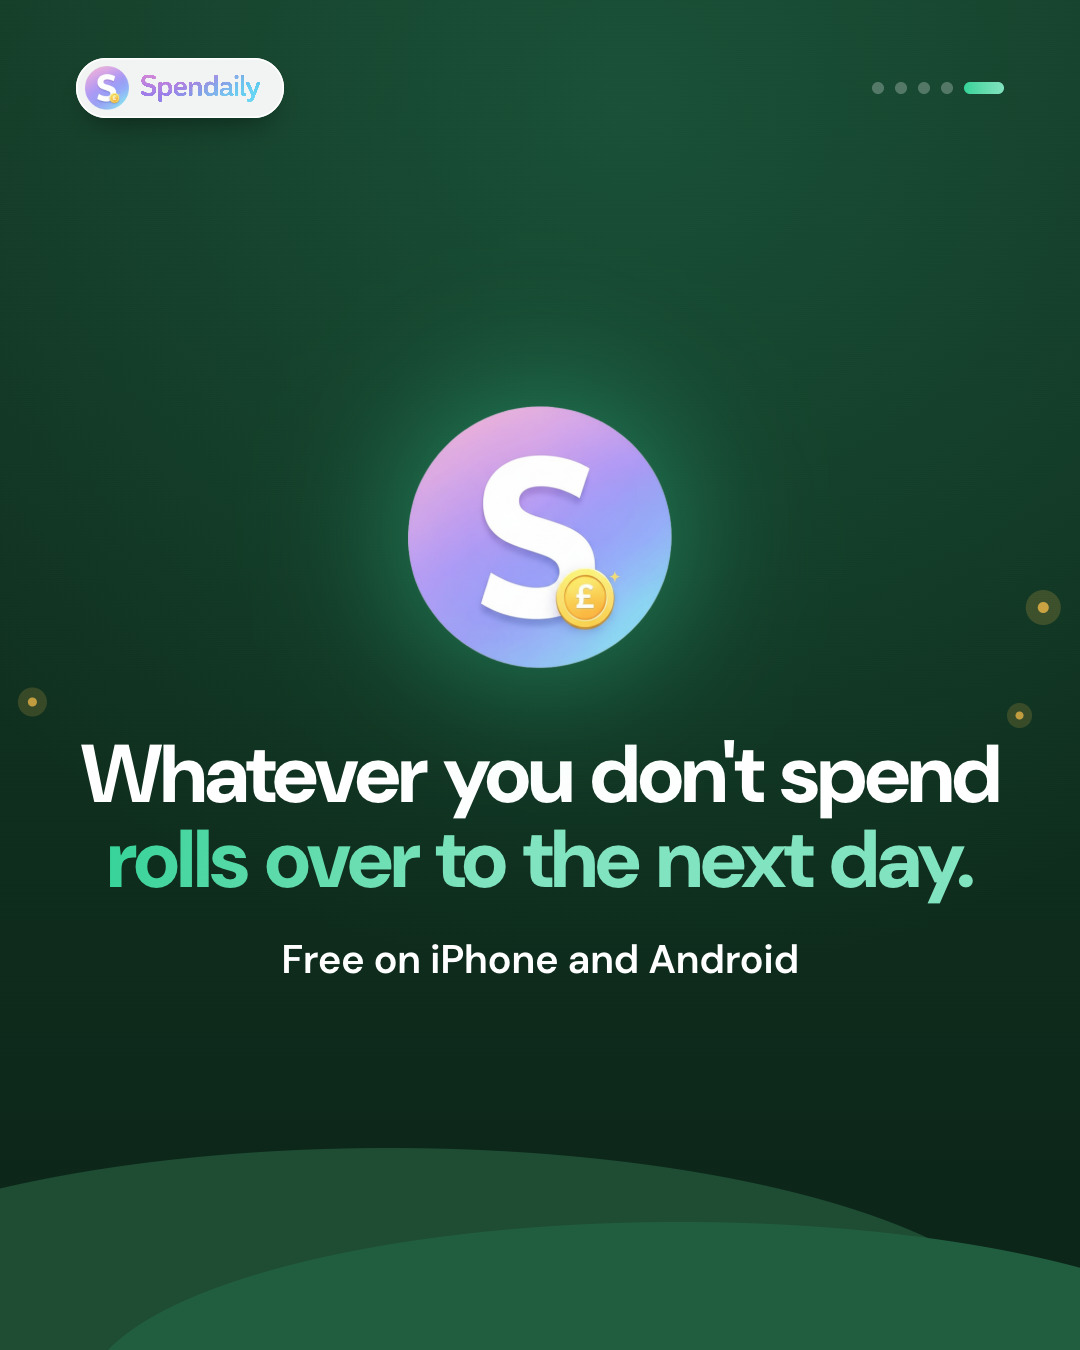 Spendaily
S
£
Whatever you don't spend
rolls over to the next day.
Free on iPhone and Android